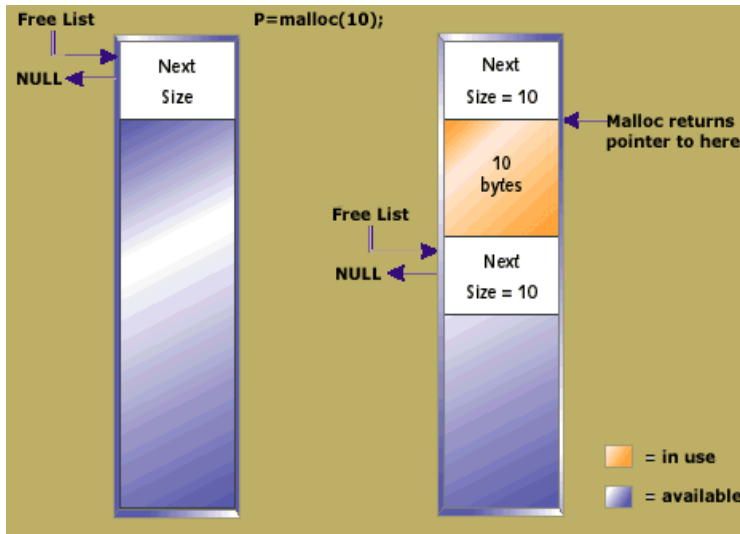 Free List
P=malloc(10);
NULL
Next
Size
Next
Size = 10
Malloc returns
pointer to here
10
bytes
Free List
NULL
Next
Size = 10
= in use
= available